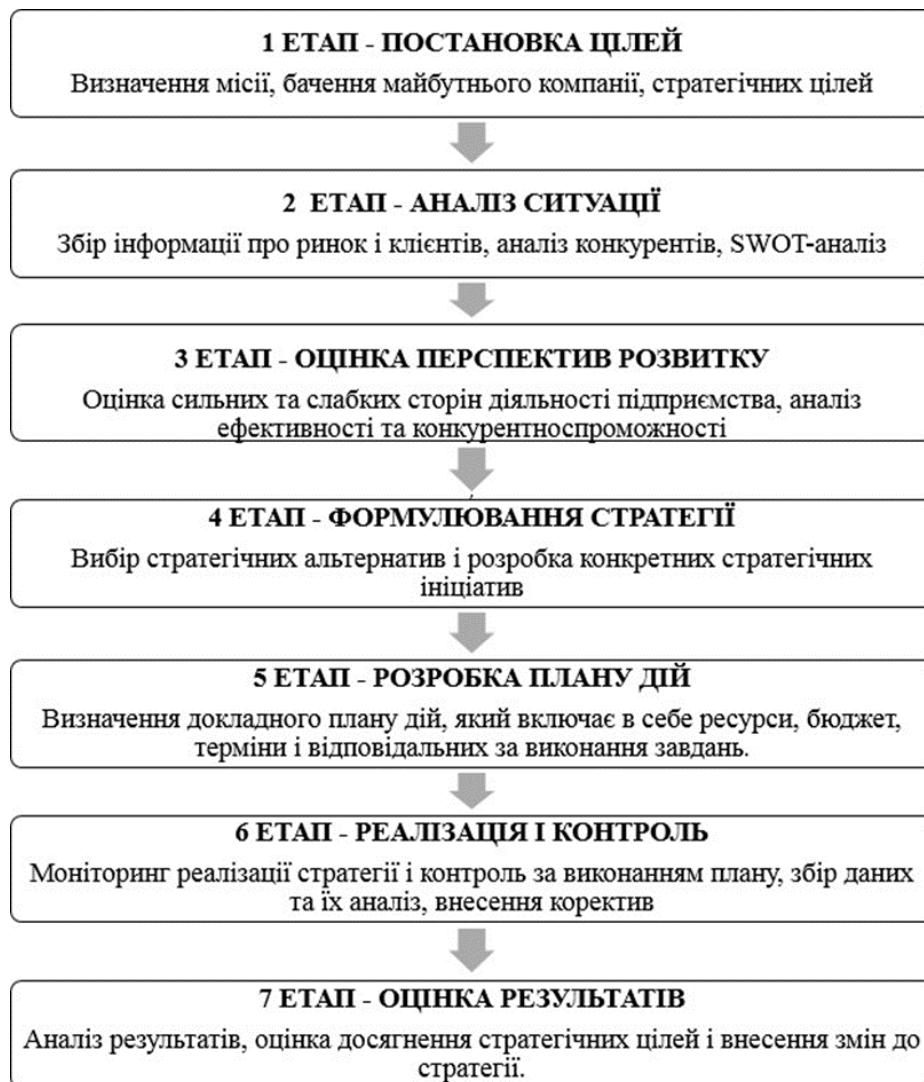 1 ЕТАП - ПОСТАНОВКА ЦІЛЕЙ
Визначення місії, бачення майбутнього компанії, стратегічних цілей
2 ЕТАП - АНАЛІЗ СИТУАЦІЇ
Збір інформації про ринок і клієнтів, аналіз конкурентів, SWOT-аналіз
3 ЕТАП - ОЦІНКА ПЕРСПЕКТИВ РОЗВИТКУ
Оцінка сильних та слабких сторін діяльності підприємства, аналіз
ефективності та конкурентноспроможності
4 ЕТАП - ФОРМУЛЮВАННЯ СТРАТЕГІЇ
Вибір стратегічних альтернатив і розробка конкретних стратегічних
ініціатив
5 ЕТАП - РОЗРОБКА ПЛАНУ ДІЙ
Визначення докладного плану дій, який включає в себе ресурси, бюджет,
терміни і відповідальних за виконання завдань.
6 ЕТАП - РЕАЛІЗАЦІЯ І КОНТРОЛЬ
Моніторинг реалізації стратегії і контроль за виконанням плану, збір даних
та їх аналіз, внесення коректив
7 ЕТАП - ОЦІНКА РЕЗУЛЬТАТІВ
Аналіз результатів, оцінка досягнення стратегічних цілей і внесення змін до
стратегії.